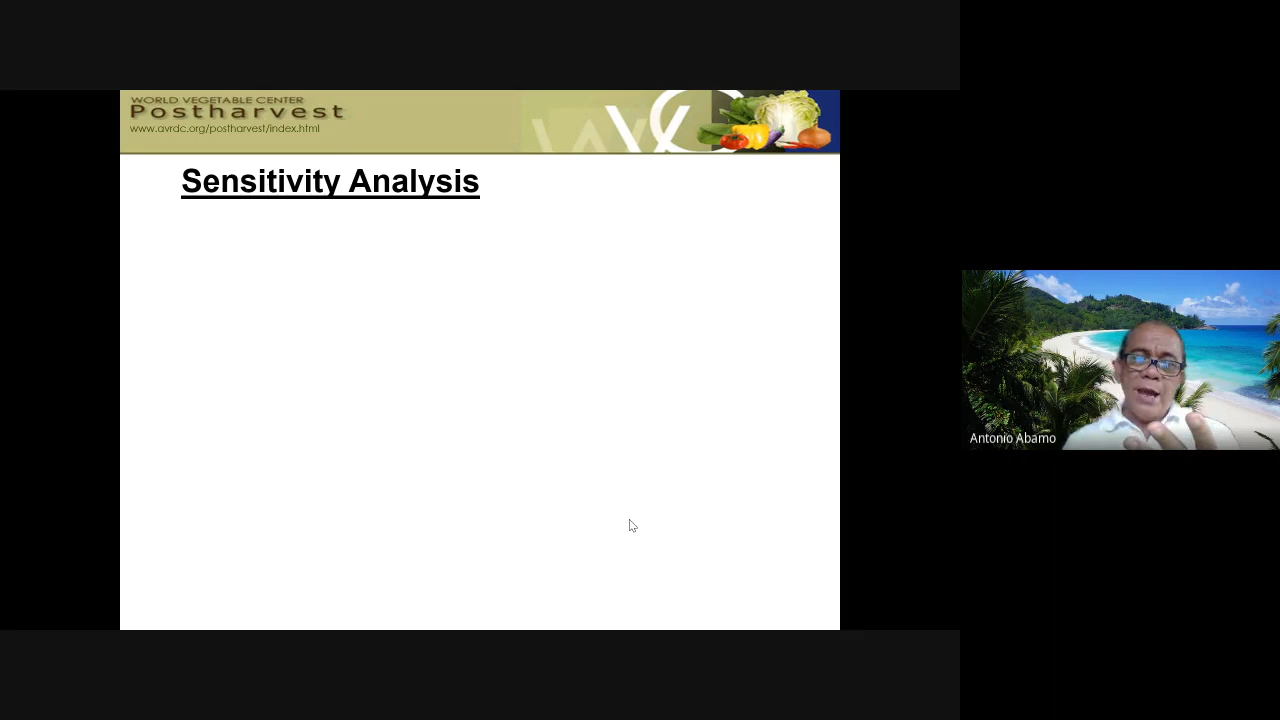 WORLD VEGETABLE CENTER
Postharvest
www.avrdc.org/postharvest/index.html
Sensitivity Analysis
Antonio Abamo